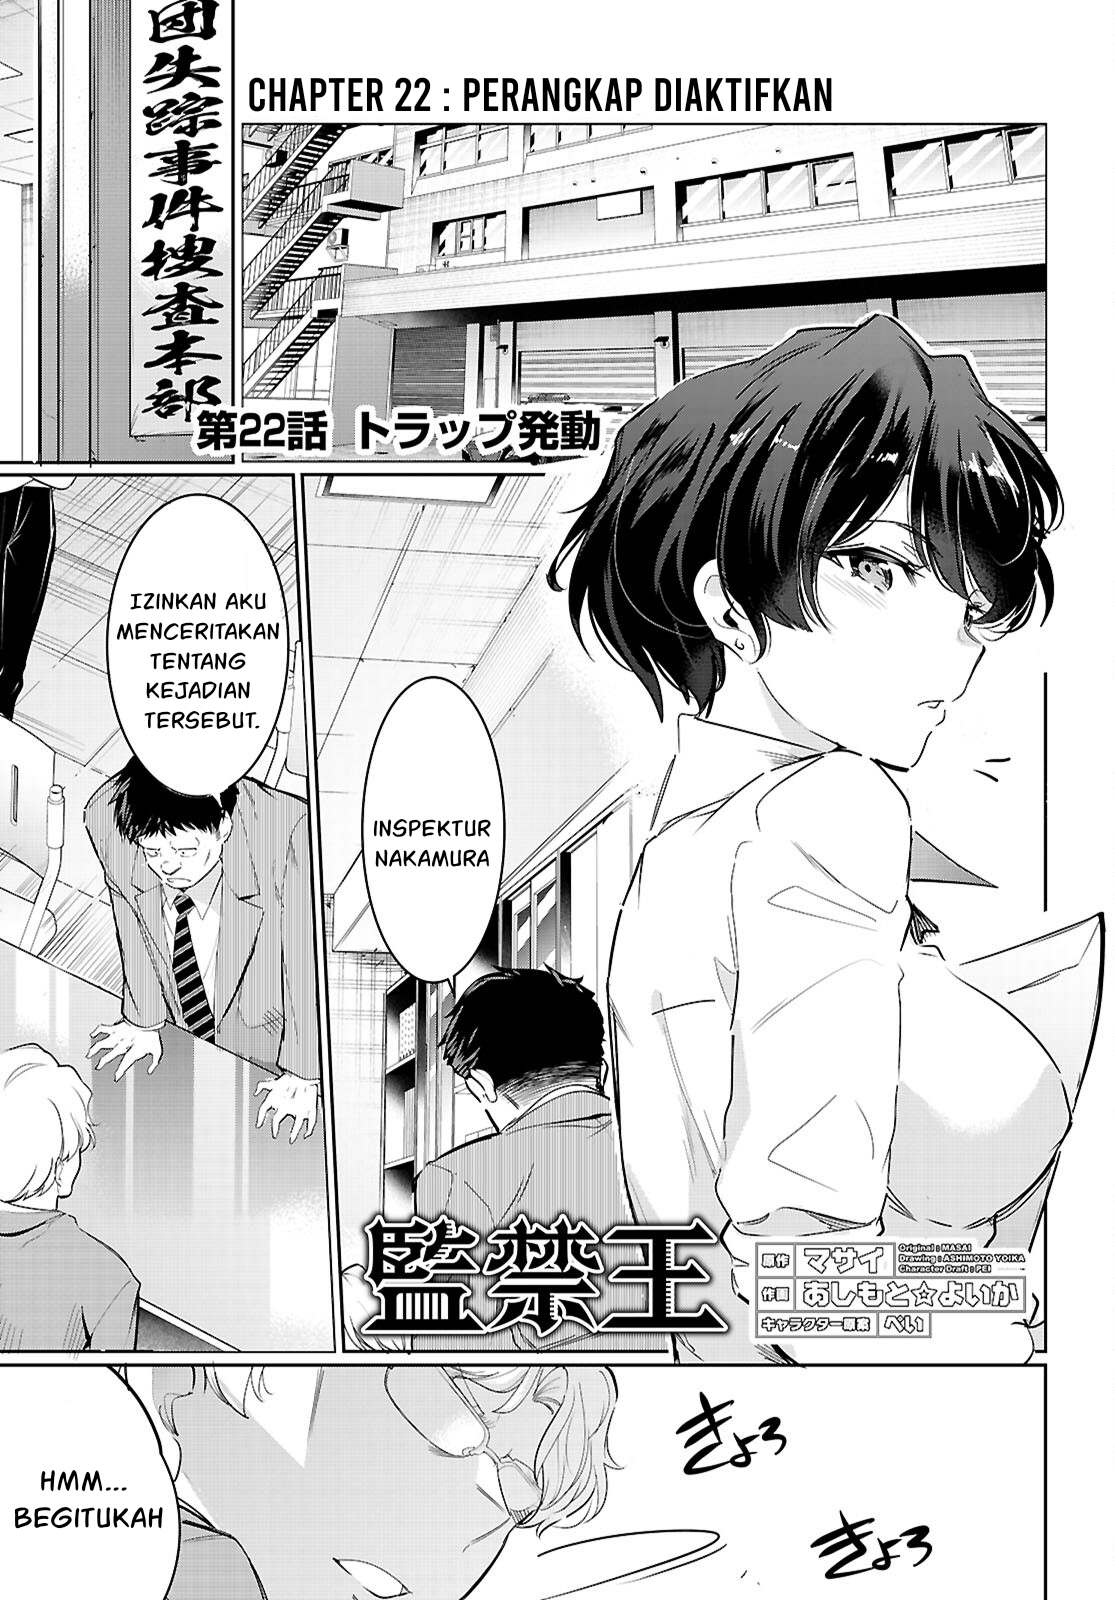 団失踪事件捜査本部
CHAPTER 22 : PERANGKAP DIAKTIFKAN
第22話 トラップ発動
IZINKAN AKU
MENCERITAKAN
TENTANG
KEJADIAN
TERSEBUT.
INSPEKTUR
NAKAMURA
監禁王
原作 マサイ
Original : MASAI
Drawing : ASHIMOTO YOIKA
Character Draft : PEI
作画 あしもと☆よいか
キャラクター原案 ぺい
HMM...
BEGITUKAH
きょろ
きょろ